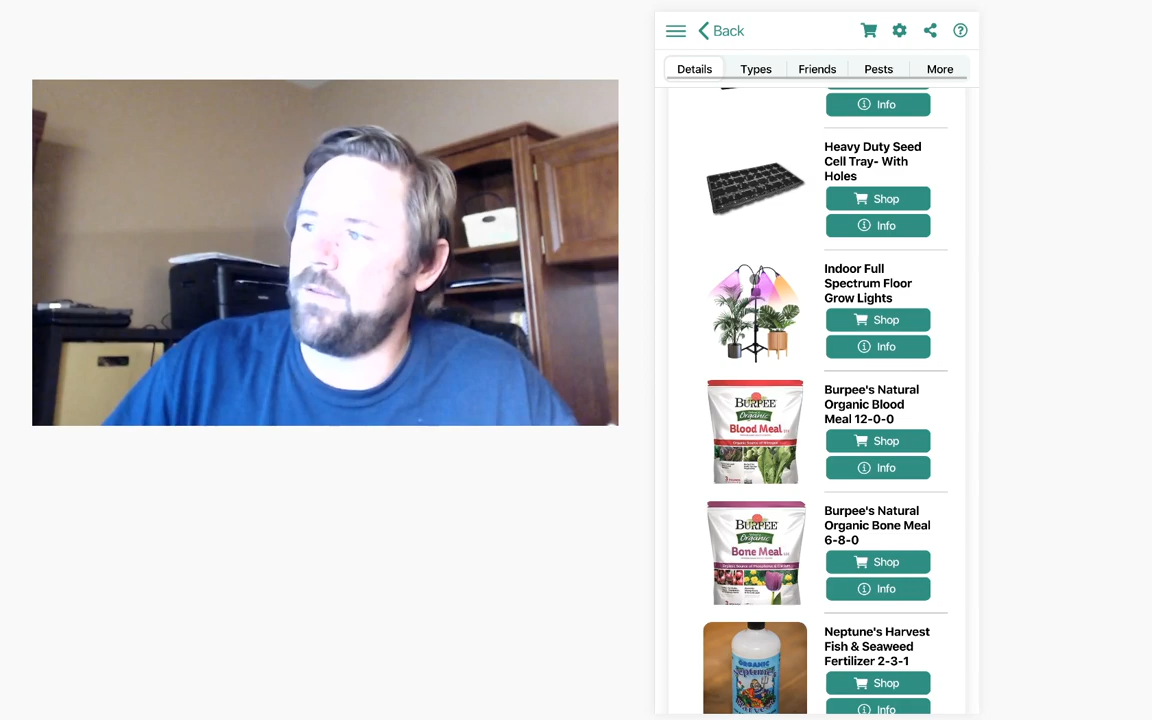 Back
Details
Types
Friends
Pests
More
Info
Heavy Duty Seed
Cell Tray- With
Holes
Shop
Info
Indoor Full
Spectrum Floor
Grow Lights
Shop
Info
BURPEE
Organic
Blood Meal
Burpee's Natural
Organic Blood
Meal 12-0-0
Shop
Info
BURPEE
Organic
Bone Meal
Burpee's Natural
Organic Bone Meal
6-8-0
Shop
Info
ORGANIC
Neptune's
Neptune's Harvest
Fish & Seaweed
Fertilizer 2-3-1
Shop
Info